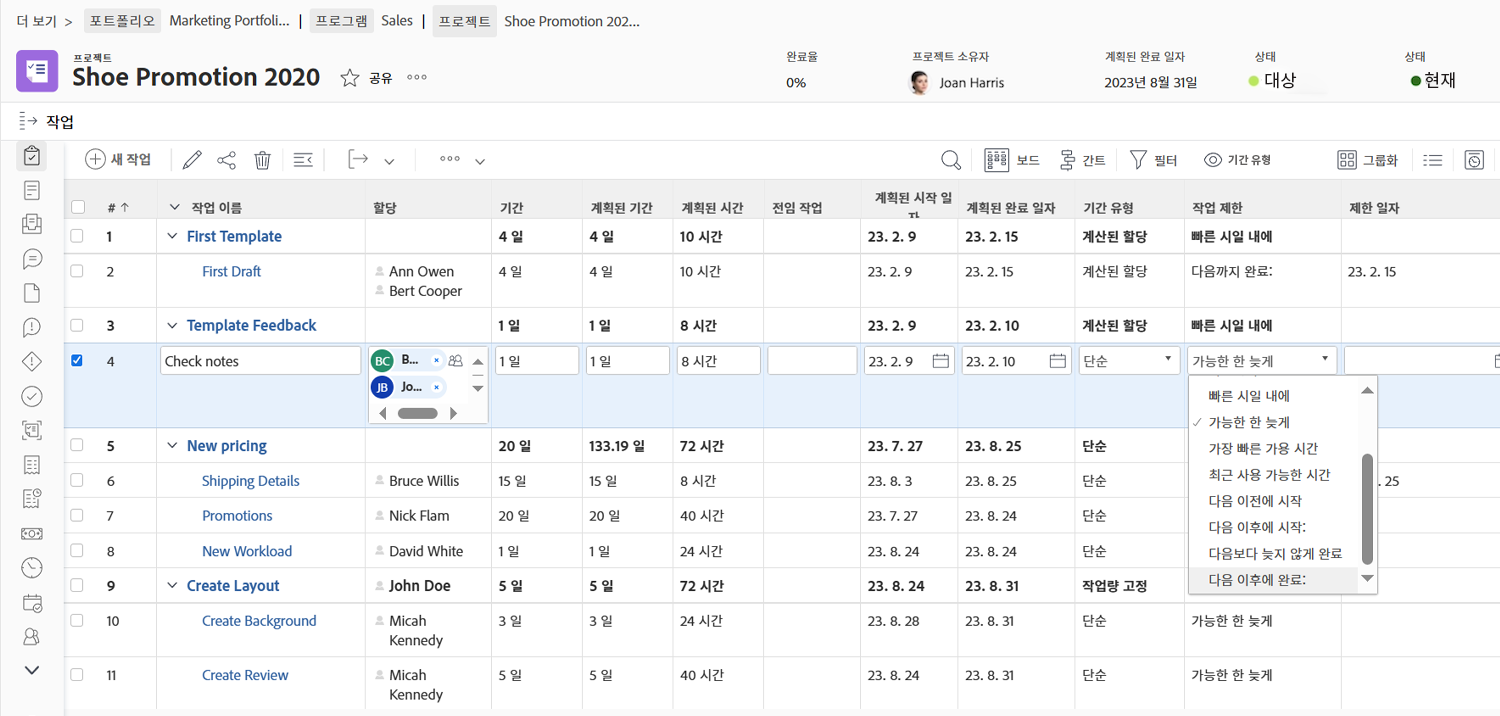 더 보기 > 포트폴리오 Marketing Portfoli... | 프로그램 Sales | 프로젝트 Shoe Promotion 202...
프로젝트
Shoe Promotion 2020 공유
완료율
0%
프로젝트 소유자
Joan Harris
계획된 완료 일자
2023년 8월 31일
상태
대상
상태
현재
작업
새 작업 보드 간트 필터 기간 유형 그룹화
# ↑ 작업 이름 할당 기간 계획된 기간 계획된 시간 전임 작업 계획된 시작 일자 계획된 완료 일자 기간 유형 작업 제한 제한 일자
1 First Template 4 일 4 일 10 시간 23. 2. 9 23. 2. 15 계산된 할당 빠른 시일 내에
2 First Draft Ann Owen 4 일 4 일 10 시간 23. 2. 9 23. 2. 15 계산된 할당 다음까지 완료: 23. 2. 15
Bert Cooper
3 Template Feedback 1 일 1 일 8 시간 23. 2. 9 23. 2. 10 계산된 할당 빠른 시일 내에
4 Check notes BC B... × 1 일 1 일 8 시간 23. 2. 9 23. 2. 10 단순 가능한 한 늦게
JB Jo... ×
빠른 시일 내에
✓ 가능한 한 늦게
가장 빠른 가용 시간
최근 사용 가능한 시간
다음 이전에 시작
다음 이후에 시작:
다음보다 늦지 않게 완료
다음 이후에 완료:
5 New pricing 20 일 133.19 일 72 시간 23. 7. 27 23. 8. 25 단순
6 Shipping Details Bruce Willis 15 일 15 일 8 시간 23. 8. 3 23. 8. 25 단순 . 25
7 Promotions Nick Flam 20 일 20 일 40 시간 23. 7. 27 23. 8. 24 단순
8 New Workload David White 1 일 1 일 24 시간 23. 8. 24 23. 8. 24 단순
9 Create Layout John Doe 5 일 5 일 72 시간 23. 8. 24 23. 8. 31 작업량 고정
10 Create Background Micah 3 일 3 일 24 시간 23. 8. 28 23. 8. 31 단순 가능한 한 늦게
Kennedy
11 Create Review Micah 5 일 5 일 40 시간 23. 8. 24 23. 8. 31 단순 가능한 한 늦게
Kennedy